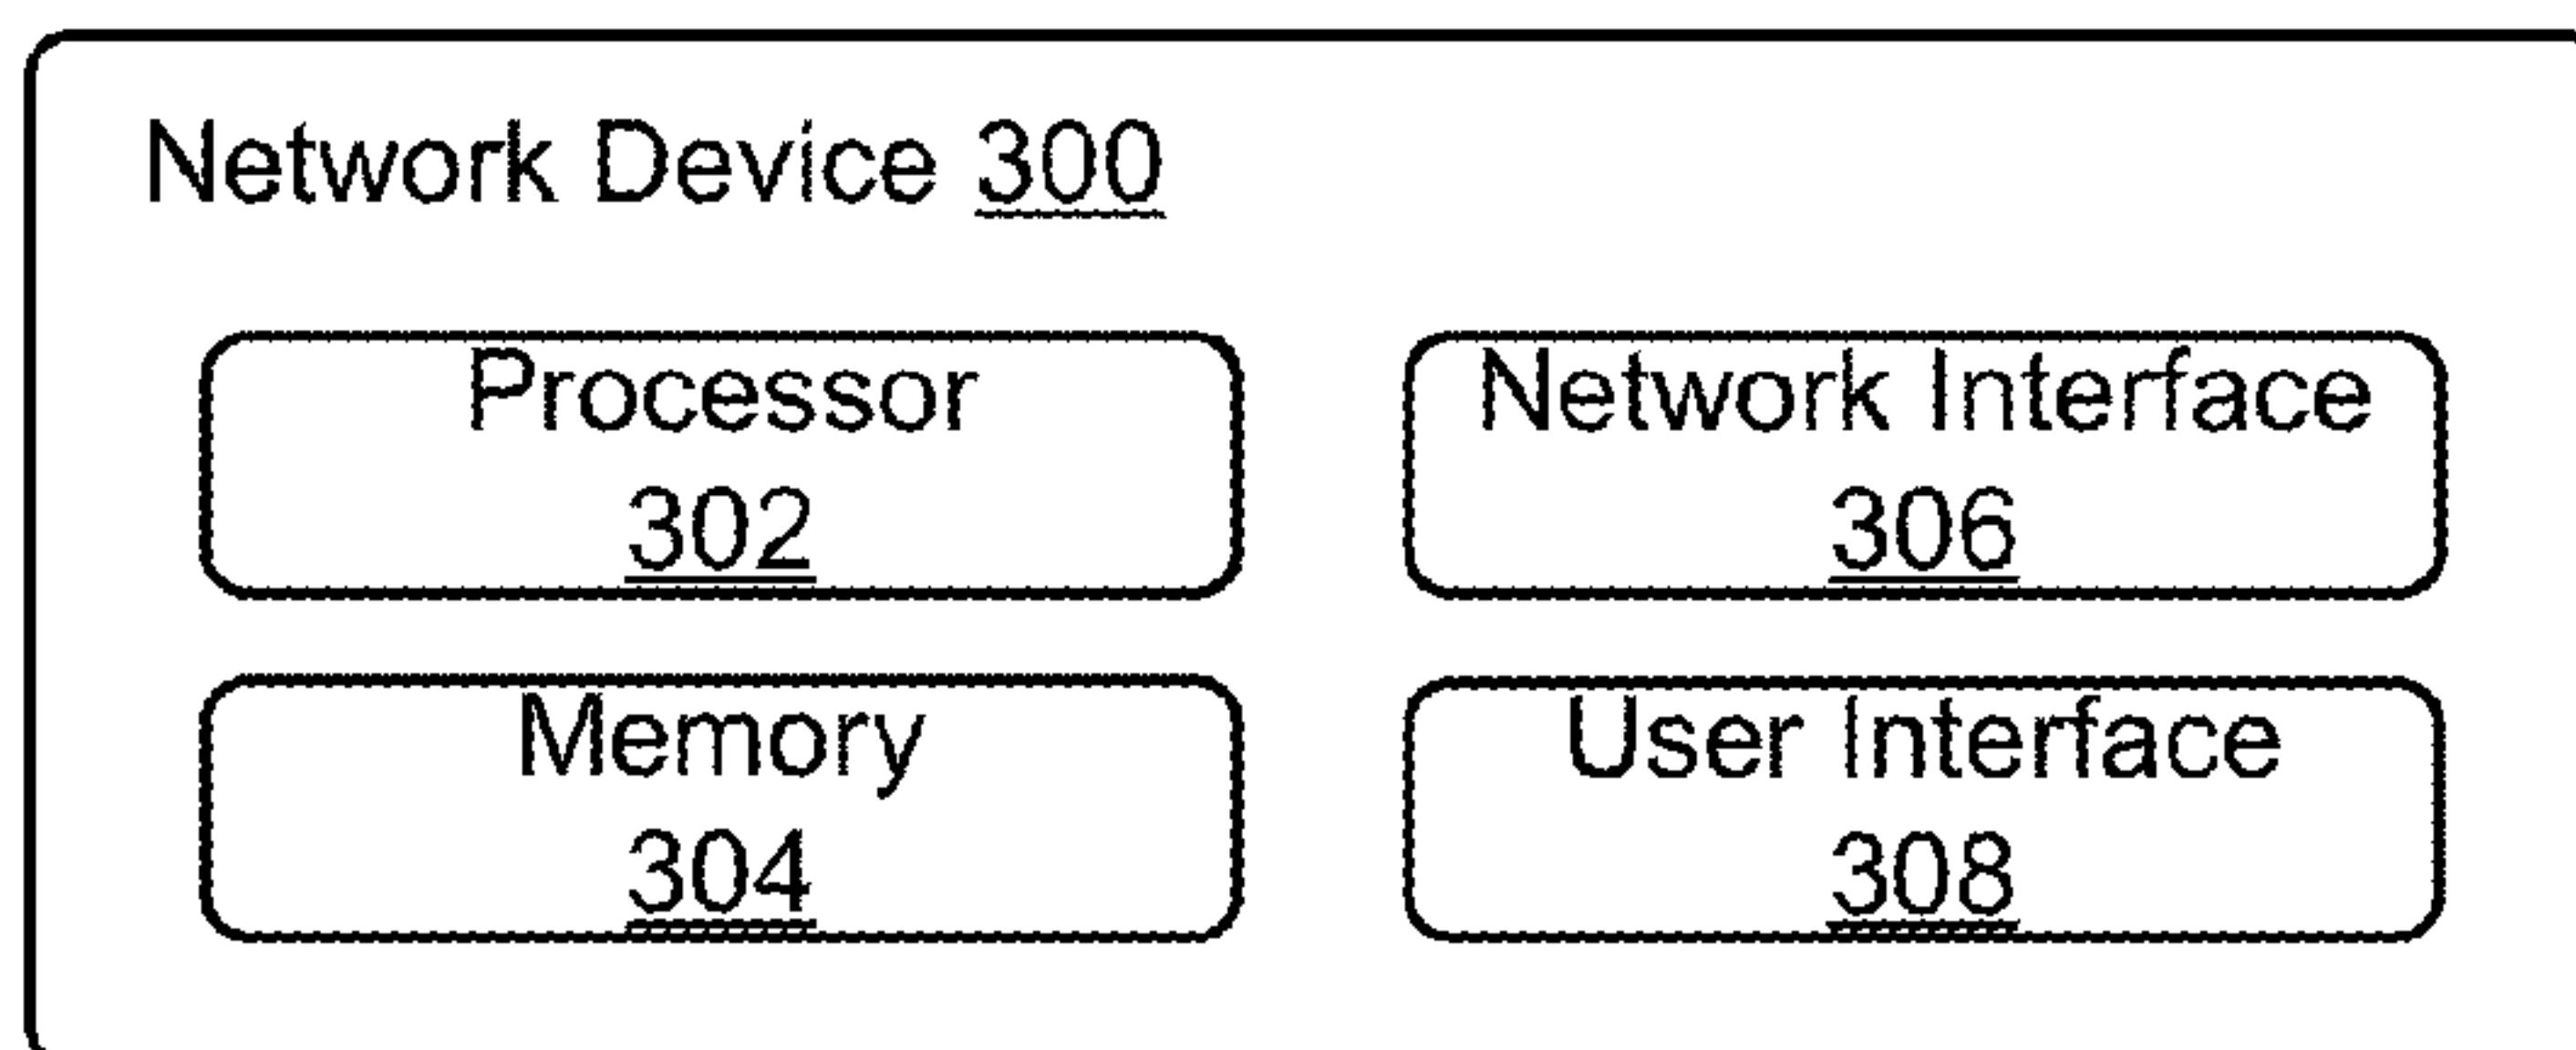 Network Device 300
Processor
302
Network Interface
306
Memory
304
User Interface
308